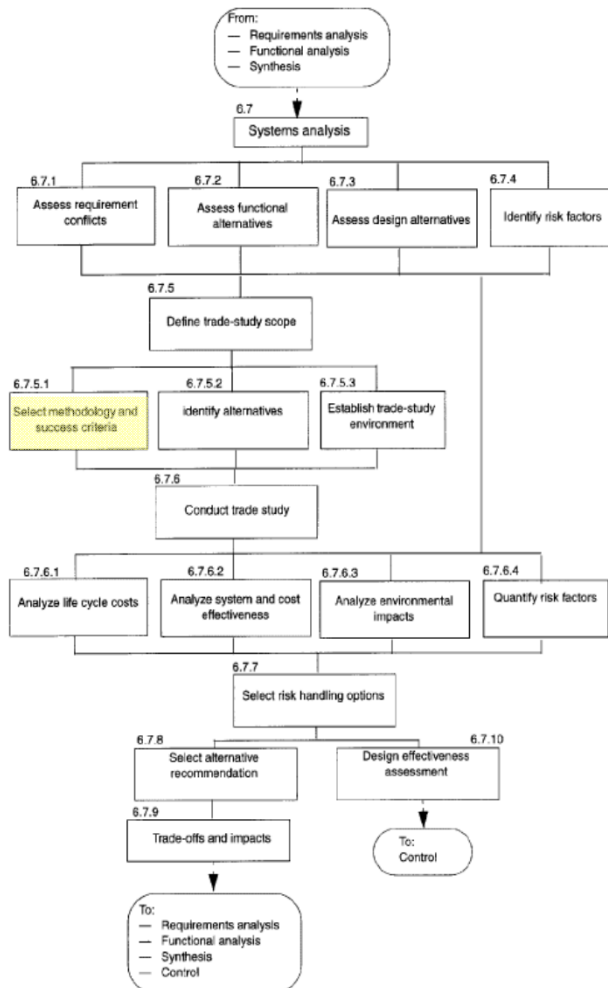 From:
— Requirements analysis
— Functional analysis
— Synthesis
6.7
Systems analysis
6.7.1
Assess requirement
conflicts
6.7.2
Assess functional
alternatives
6.7.3
Assess design alternatives
6.7.4
Identify risk factors
6.7.5
Define trade-study scope
6.7.5.1
Select methodology and
success criteria
6.7.5.2
identify alternatives
6.7.5.3
Establish trade-study
environment
6.7.6
Conduct trade study
6.7.6.1
Analyze life cycle costs
6.7.6.2
Analyze system and cost
effectiveness
6.7.6.3
Analyze environmental
impacts
6.7.6.4
Quantify risk factors
6.7.7
Select risk handling options
6.7.8
Select alternative
recommendation
6.7.10
Design effectiveness
assessment
6.7.9
Trade-offs and impacts
To:
Control
To:
— Requirements analysis
— Functional analysis
— Synthesis
— Control